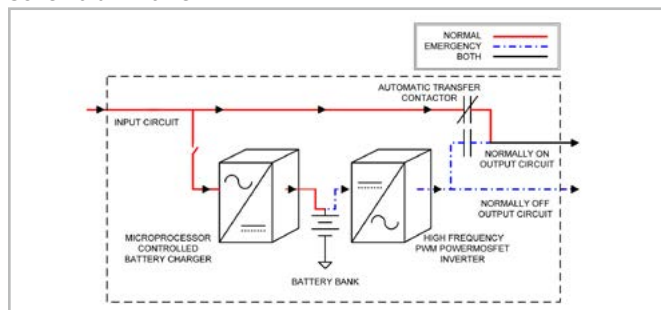 NORMAL
EMERGENCY
BOTH
AUTOMATIC TRANSFER
CONTACTOR
INPUT CIRCUIT
NORMALLY ON
OUTPUT CIRCUIT
NORMALLY OFF
OUTPUT CIRCUIT
MICROPROCESSOR
CONTROLLED
BATTERY CHARGER
HIGH FREQUENCY
PWM POWERMOSFET
INVERTER
BATTERY BANK